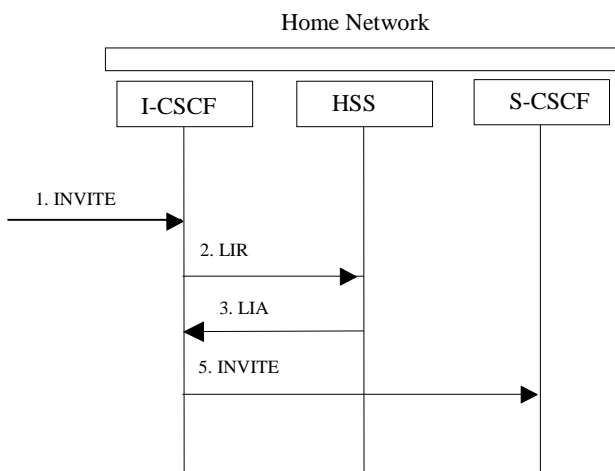 Home Network
I-CSCF
HSS
S-CSCF
1. INVITE
2. LIR
3. LIA
5. INVITE